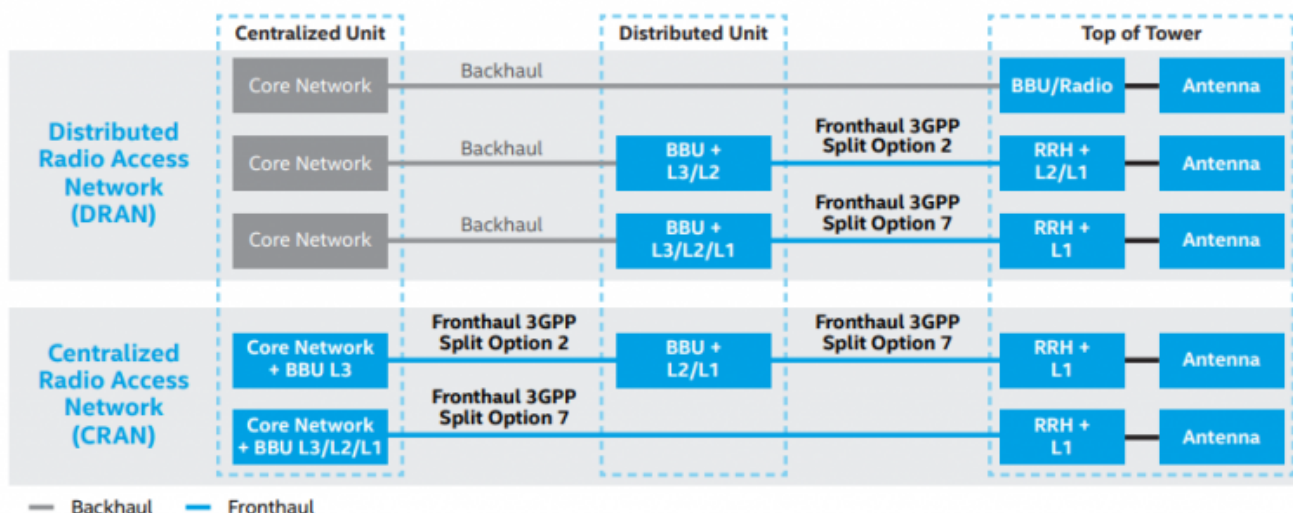 Centralized Unit
Distributed Unit
Top of Tower
Distributed
Radio Access
Network
(DRAN)
Core Network
Backhaul
BBU/Radio
Antenna
Core Network
Backhaul
BBU +
L3/L2
Fronthaul 3GPP
Split Option 2
RRH +
L2/L1
Antenna
Core Network
Backhaul
BBU +
L3/L2/L1
Fronthaul 3GPP
Split Option 7
RRH +
L1
Antenna
Centralized
Radio Access
Network
(CRAN)
Core Network
+ BBU L3
Fronthaul 3GPP
Split Option 2
BBU +
L2/L1
Fronthaul 3GPP
Split Option 7
RRH +
L1
Antenna
Core Network
+ BBU L3/L2/L1
Fronthaul 3GPP
Split Option 7
RRH +
L1
Antenna
Backhaul
Fronthaul